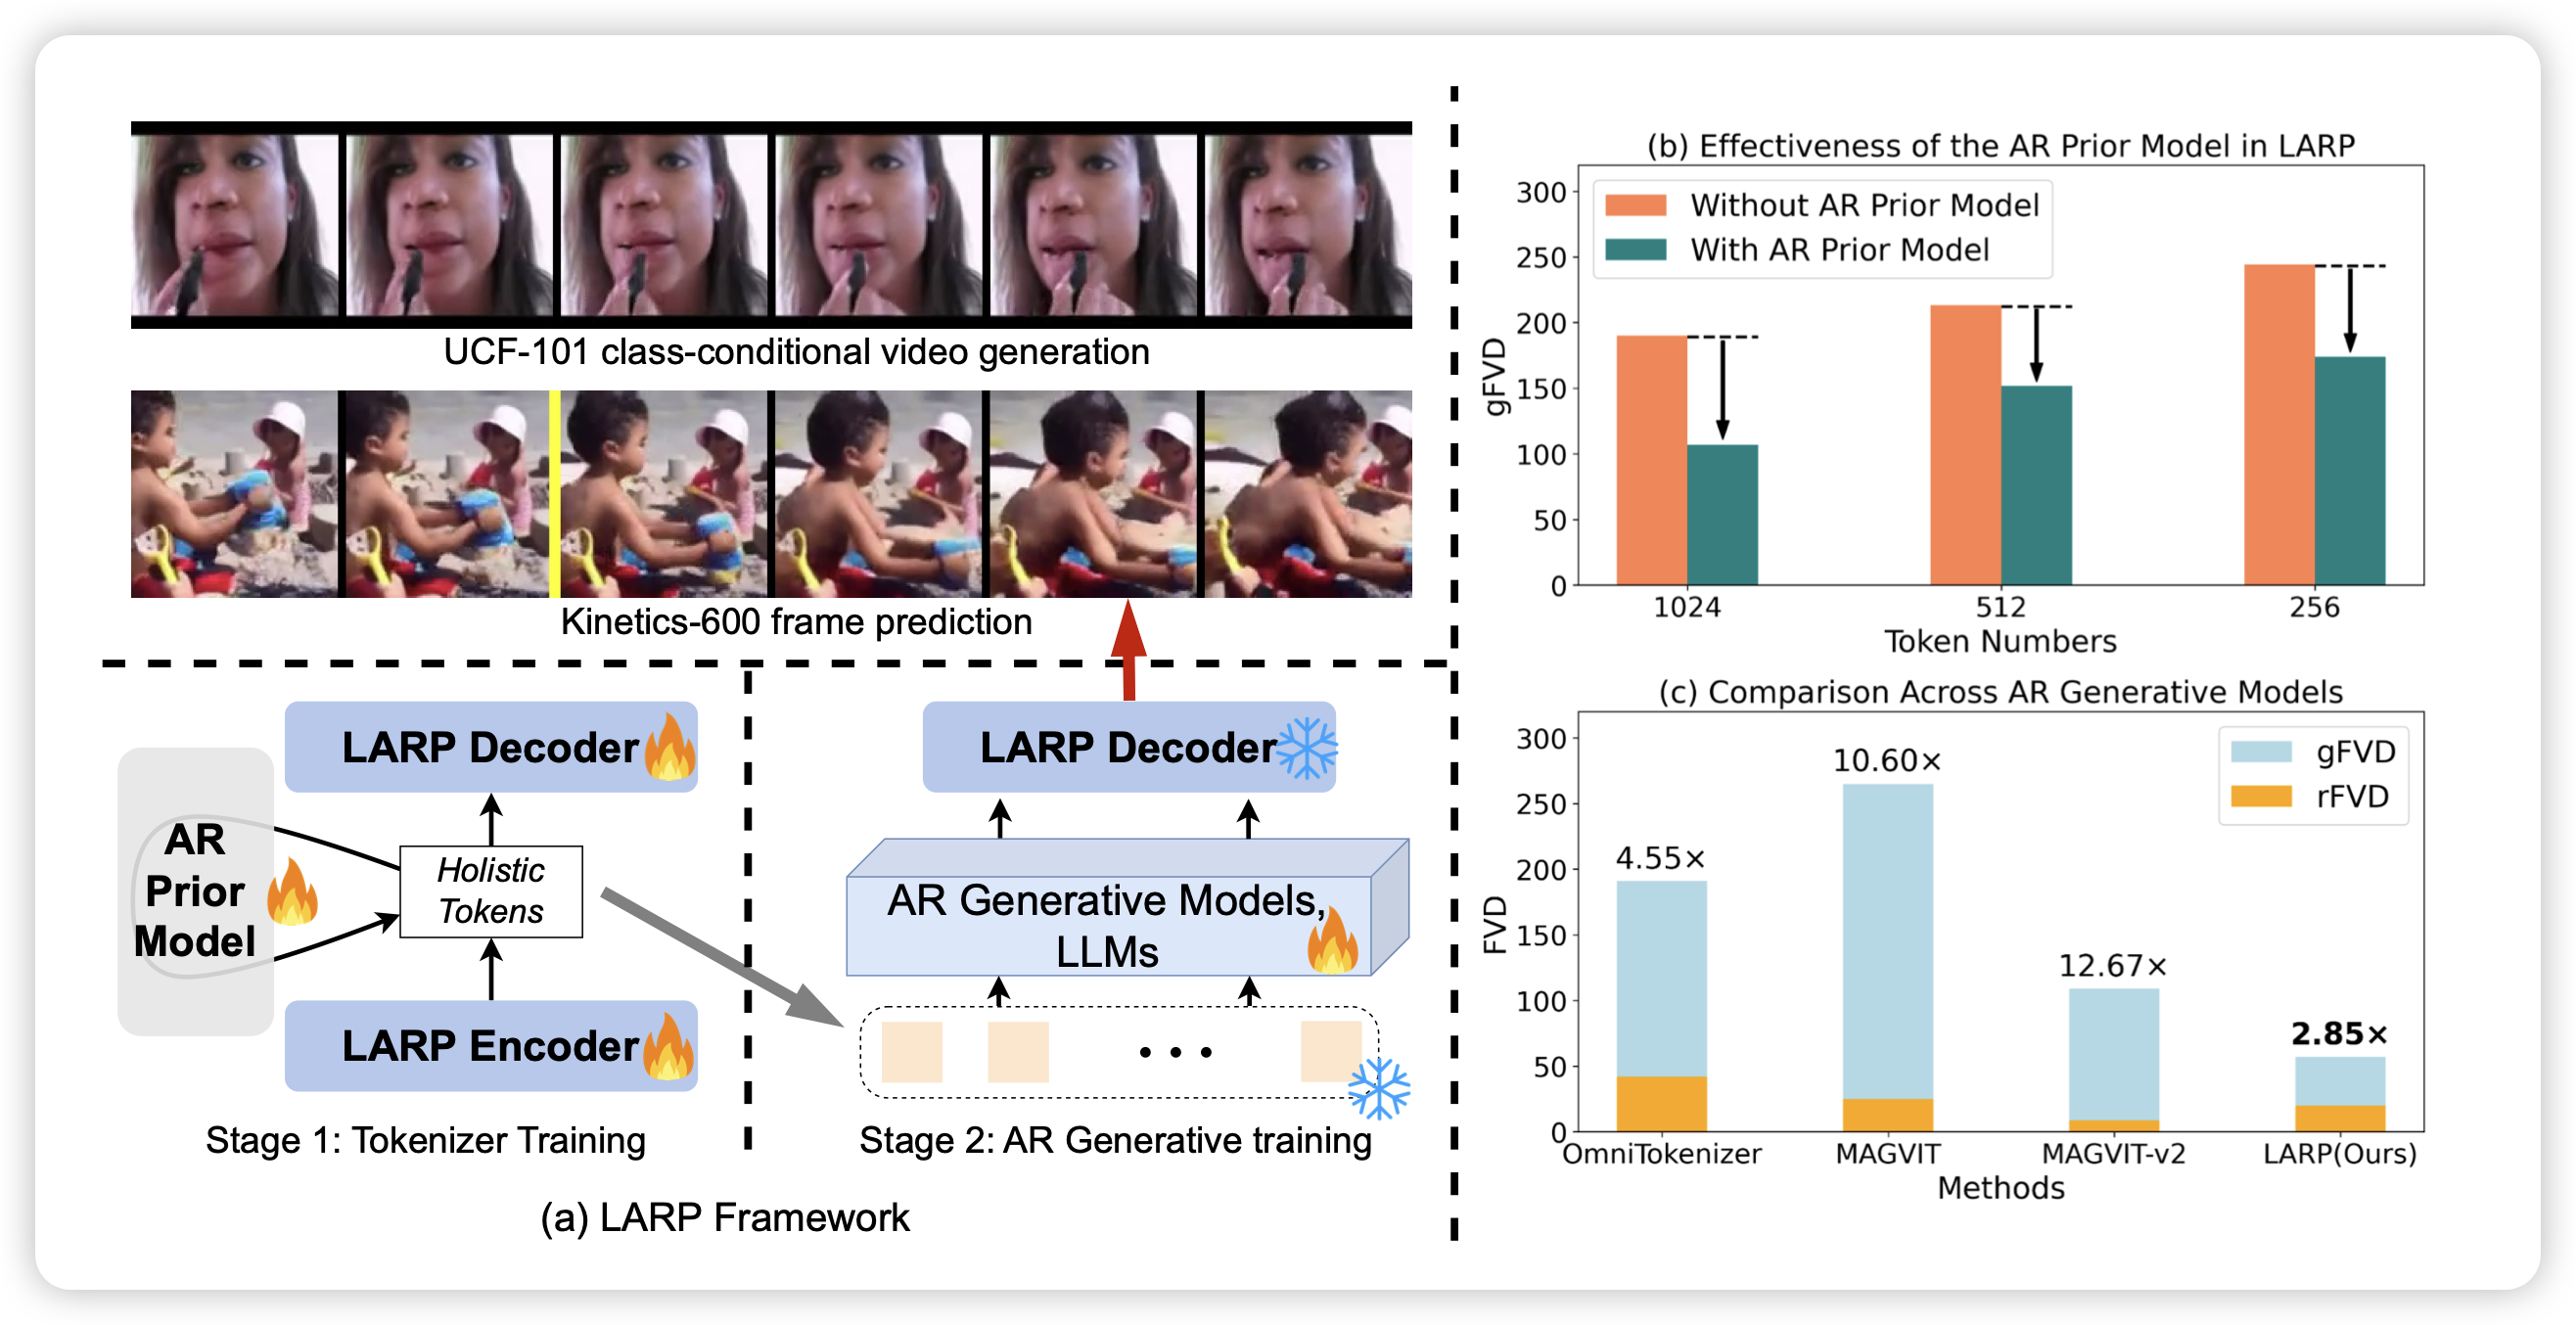 UCF-101 class-conditional video generation
Kinetics-600 frame prediction
LARP Decoder
AR
Prior
Model
Holistic
Tokens
LARP Encoder
Stage 1: Tokenizer Training
LARP Decoder
AR Generative Models,
LLMs
Stage 2: AR Generative training
(a) LARP Framework
(b) Effectiveness of the AR Prior Model in LARP
Without AR Prior Model
With AR Prior Model
gFVD
300
250
200
150
100
50
0
1024 512 256
Token Numbers
(c) Comparison Across AR Generative Models
gFVD
rFVD
FVD
300
250
200
150
100
50
0
4.55×
10.60×
12.67×
2.85×
OmniTokenizer MAGVIT MAGVIT-v2 LARP(Ours)
Methods